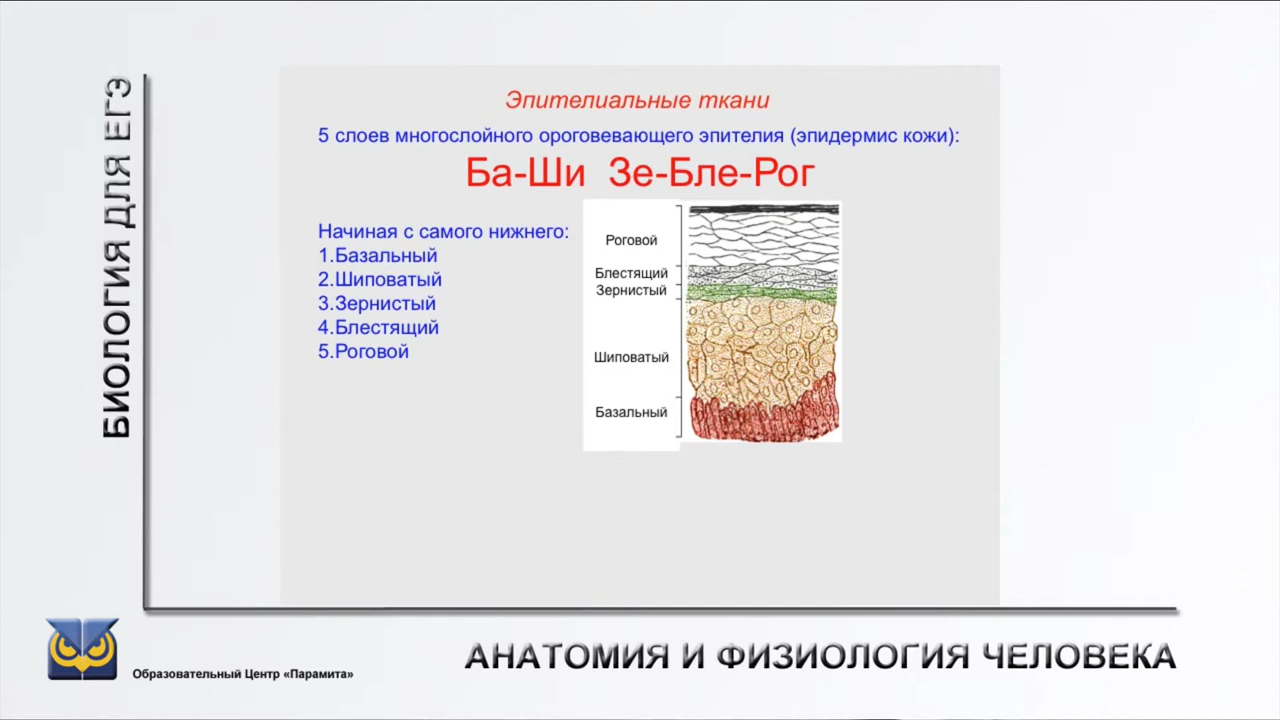 БИОЛОГИЯ ДЛЯ ЕГЭ
Эпителиальные ткани
5 слоев многослойного ороговевающего эпителия (эпидермис кожи):
Ба-Ши Зе-Бле-Рог
Начиная с самого нижнего:
1.Базальный
2.Шиповатый
3.Зернистый
4.Блестящий
5.Роговой
Роговой
Блестящий
Зернистый
Шиповатый
Базальный
Образовательный Центр «Парамита»
АНАТОМИЯ И ФИЗИОЛОГИЯ ЧЕЛОВЕКА